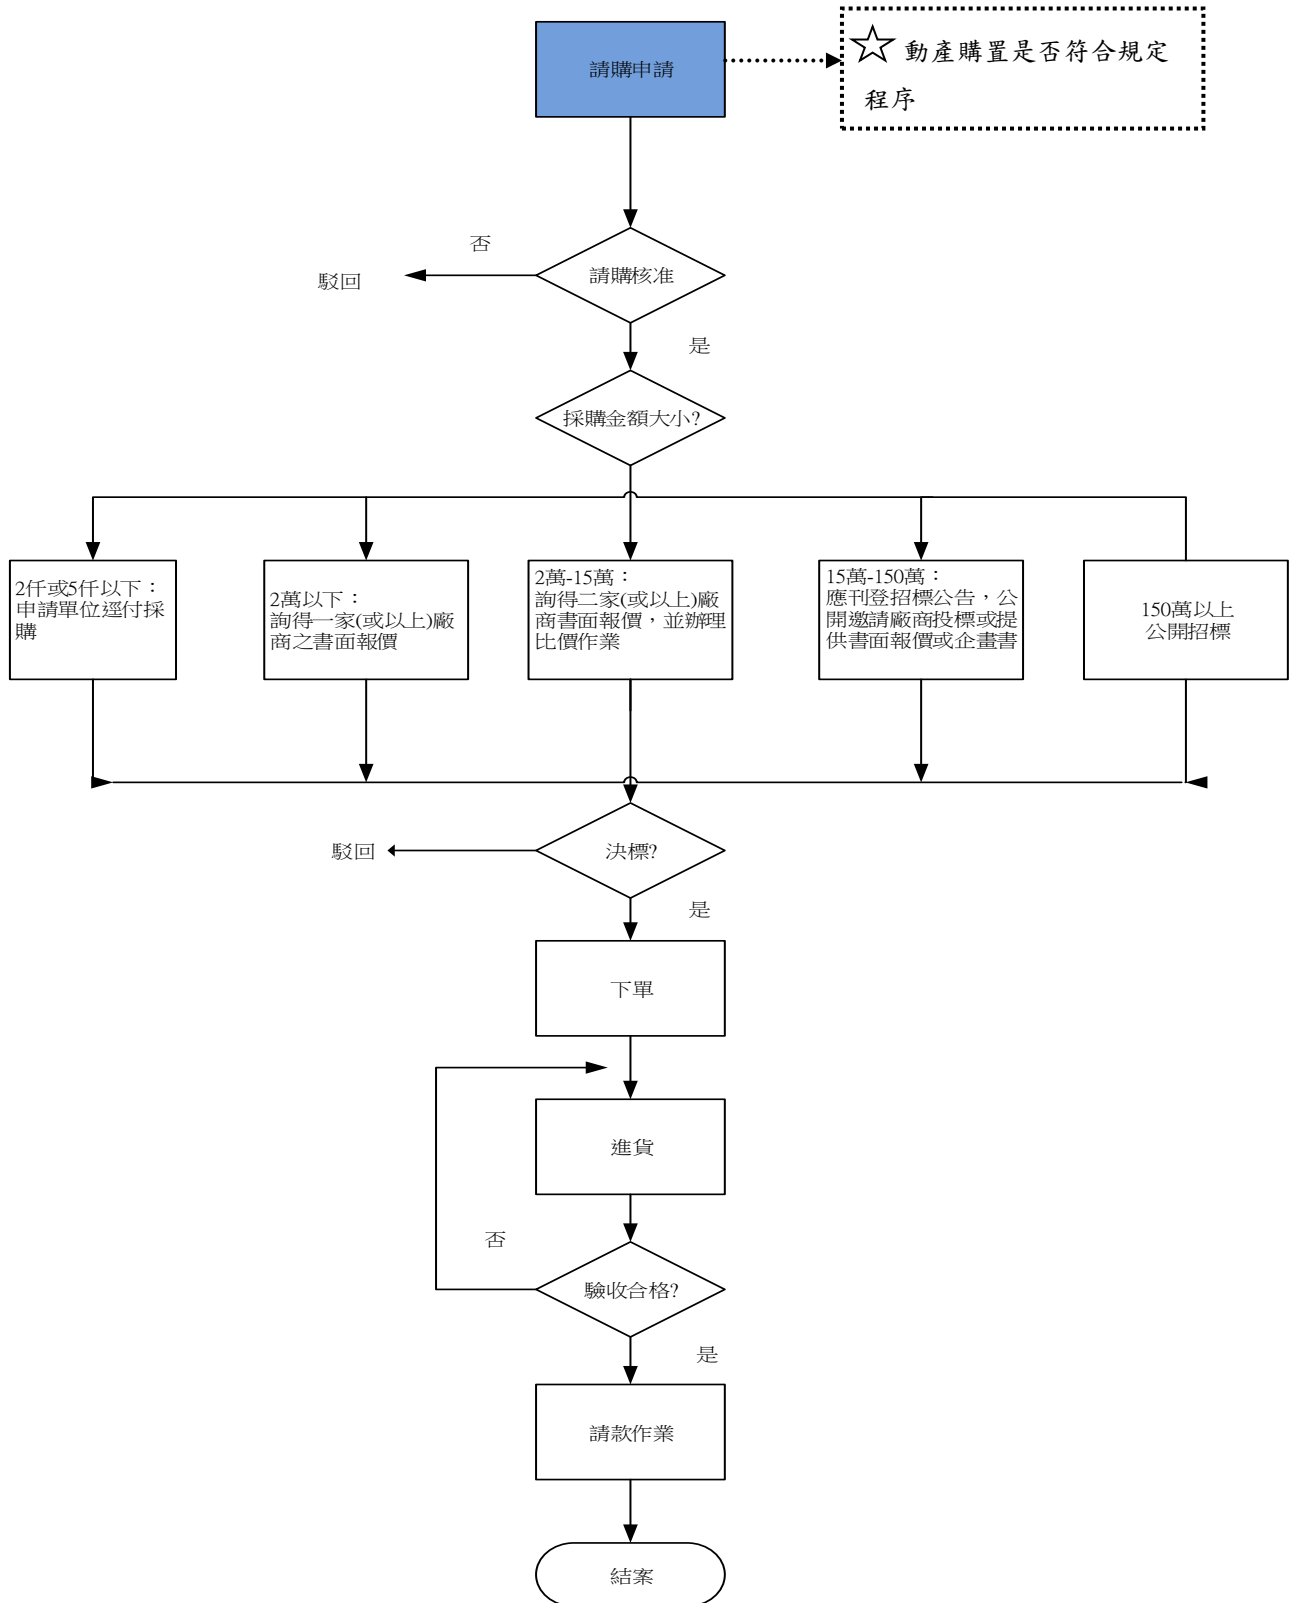 請購申請
☆ 動產購置是否符合規定
程序
否
請購核准
駁回
是
採購金額大小?
2仟或5仟以下：
申請單位逕付採
購
2萬以下：
詢得一家(或以上)廠
商之書面報價
2萬-15萬：
詢得二家(或以上)廠
商書面報價，並辦理
比價作業
15萬-150萬：
應刊登招標公告，公
開邀請廠商投標或提
供書面報價或企畫書
150萬以上
公開招標
駁回
決標?
是
下單
進貨
否
驗收合格?
是
請款作業
結案